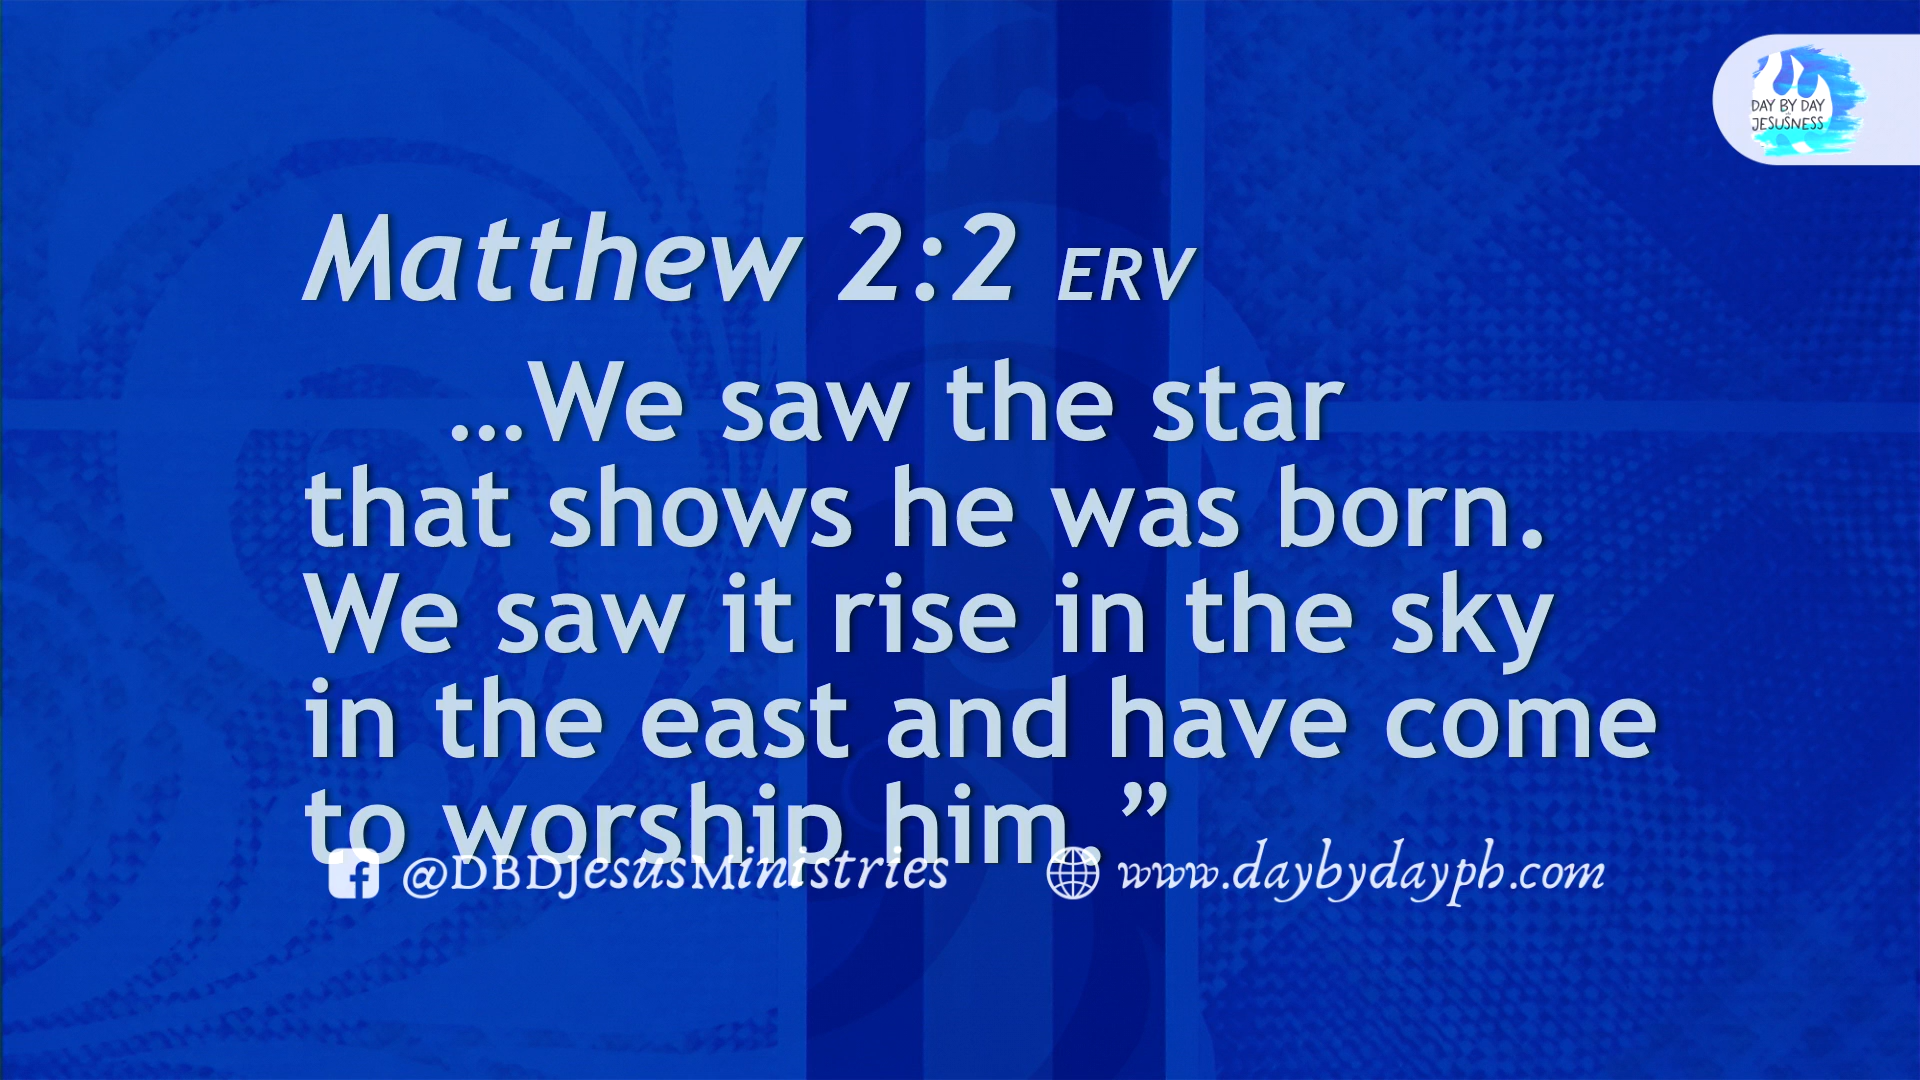 DAY BY DAY
JESUSNESS
Matthew 2:2 ERV
...We saw the star
that shows he was born.
We saw it rise in the sky
in the east and have come
to worship him.”
@DBDJesusMinistries www.daybydayph.com